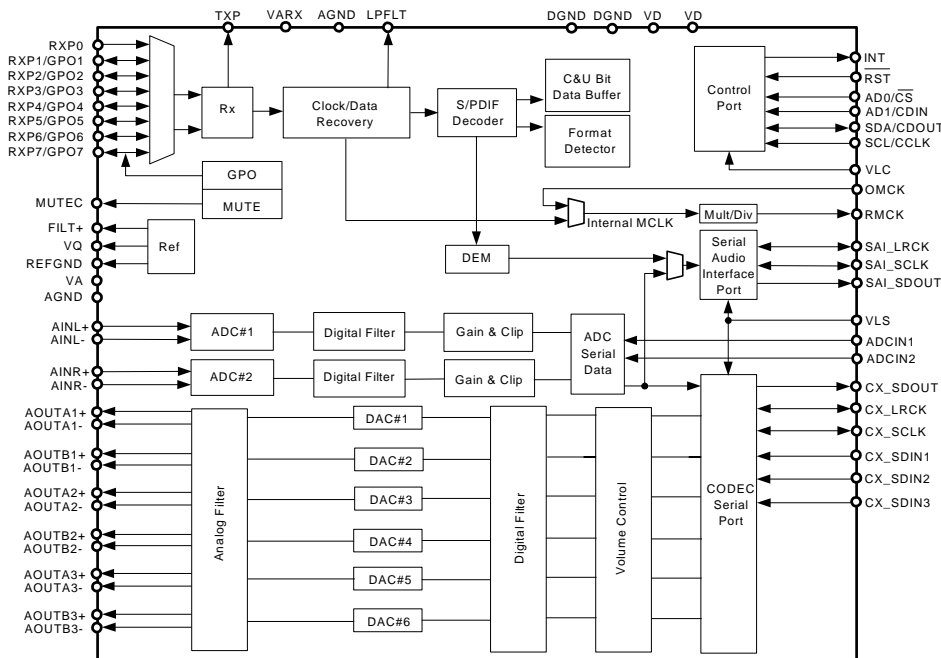 TXP
VARX
AGND
LPFLT
DGND
DGND
VD
VD
RXP0
RXP1/GPO1
RXP2/GPO2
RXP3/GPO3
RXP4/GPO4
RXP5/GPO5
RXP6/GPO6
RXP7/GPO7
MUTEC
FILT+
VQ
REFGND
VA
AGND
AINL+
AINL-
AINR+
AINR-
AOUTA1+
AOUTA1-
AOUTB1+
AOUTB1-
AOUTA2+
AOUTA2-
AOUTB2+
AOUTB2-
AOUTA3+
AOUTA3-
AOUTB3+
AOUTB3-
Rx
Clock/Data
Recovery
S/PDIF
Decoder
C&U Bit
Data Buffer
Format
Detector
Control
Port
GPO
MUTE
Ref
Internal MCLK
Mult/Div
DEM
Serial
Audio
Interface
Port
ADC#1
Digital Filter
Gain & Clip
ADC
Serial
Data
ADC#2
Digital Filter
Gain & Clip
Analog Filter
DAC#1
DAC#2
DAC#3
DAC#4
DAC#5
DAC#6
Digital Filter
Volume Control
CODEC
Serial
Port
INT
RST
AD0/CS
AD1/CDIN
SDA/CDOUT
SCL/CCLK
VLC
OMCK
RMCK
SAI_LRCK
SAI_SCLK
SAI_SDOUT
VLS
ADCIN1
ADCIN2
CX_SDOUT
CX_LRCK
CX_SCLK
CX_SDIN1
CX_SDIN2
CX_SDIN3